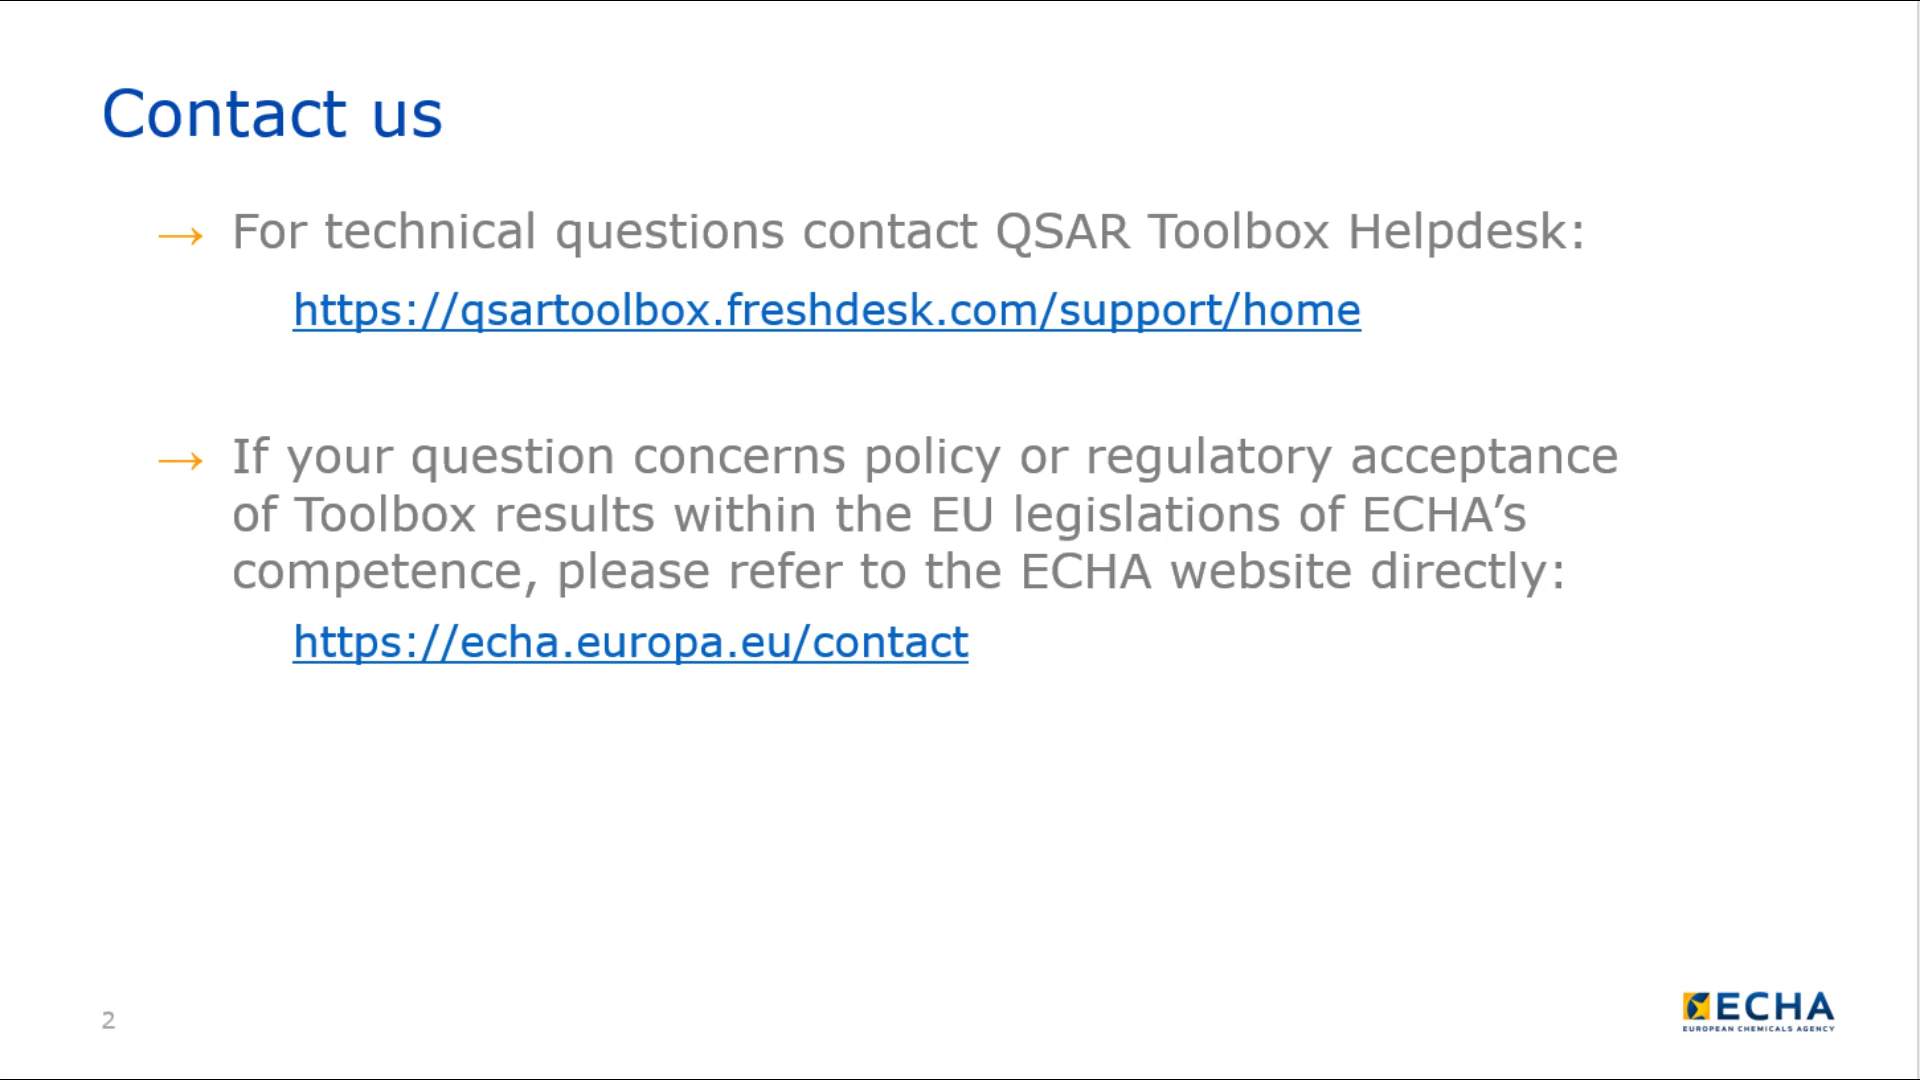 Contact us
→ For technical questions contact QSAR Toolbox Helpdesk:
https://qsartoolbox.freshdesk.com/support/home
→ If your question concerns policy or regulatory acceptance
of Toolbox results within the EU legislations of ECHA’s
competence, please refer to the ECHA website directly:
https://echa.europa.eu/contact
2
ECHA
EUROPEAN CHEMICALS AGENCY